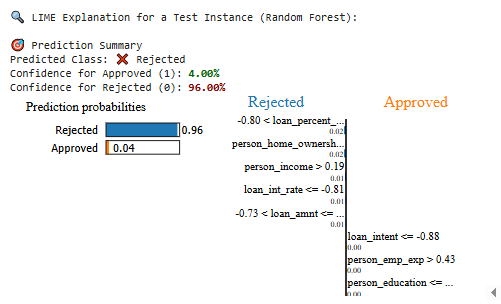 🔍 LIME Explanation for a Test Instance (Random Forest):
🎯 Prediction Summary
Predicted Class: ❌ Rejected
Confidence for Approved (1): 4.00%
Confidence for Rejected (0): 96.00%
Prediction probabilities
Rejected 0.96
Approved 0.04
Rejected Approved
-0.80 < loan_percent_...
0.02
person_home_ownersh...
0.02
person_income > 0.19
0.01
loan_int_rate <= -0.81
0.01
-0.73 < loan_amnt <= ...
0.01
loan_intent <= -0.88
0.00
person_emp_exp > 0.43
0.00
person_education <= ...
0.00